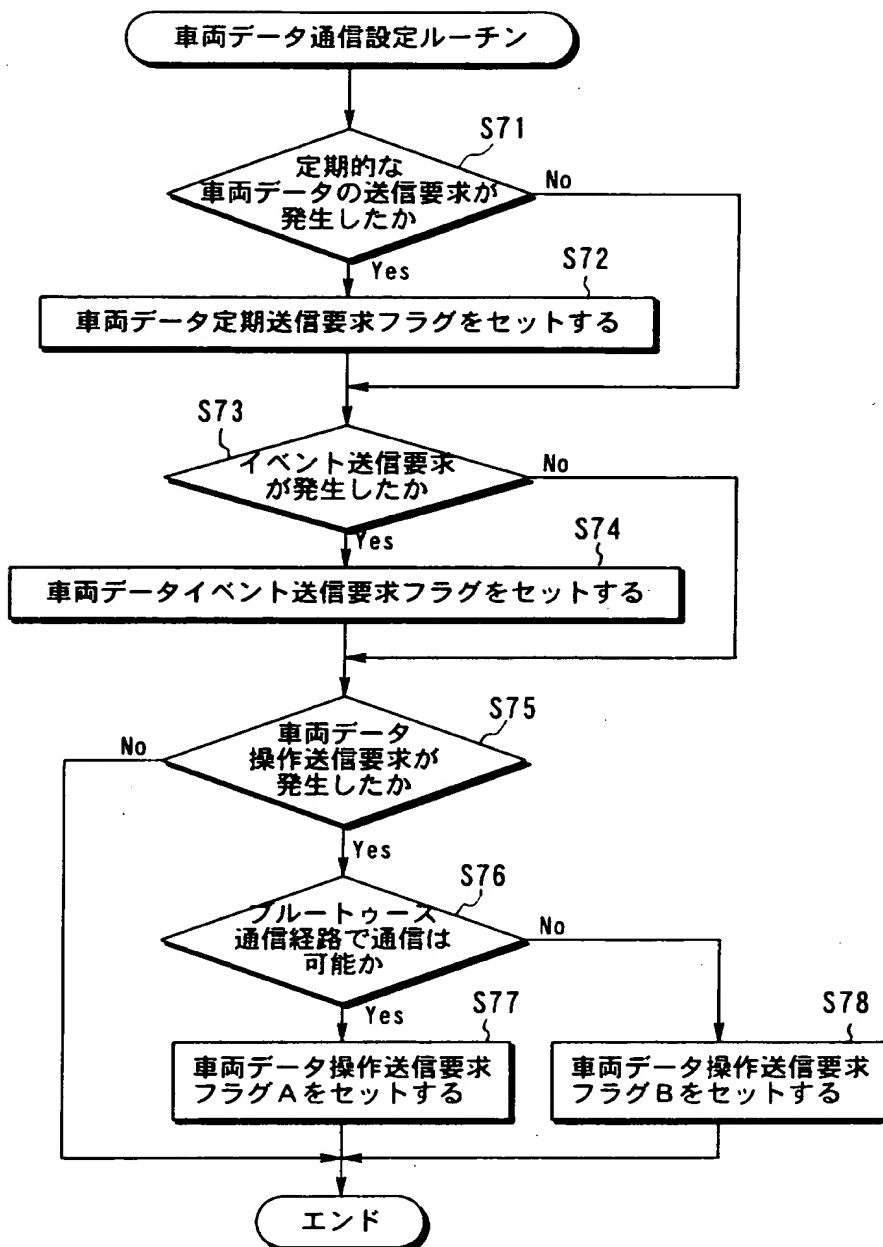 車両データ通信設定ルーチン
S71
定期的な
車両データの送信要求が
発生したか
No
Yes
S72
車両データ定期送信要求フラグをセットする
S73
イベント送信要求
が発生したか
No
Yes
S74
車両データイベント送信要求フラグをセットする
S75
車両データ
操作送信要求が
発生したか
No
Yes
S76
ブルートゥース
通信経路で通信は
可能か
No
Yes
S77
車両データ操作送信要求
フラグAをセットする
S78
車両データ操作送信要求
フラグBをセットする
エンド